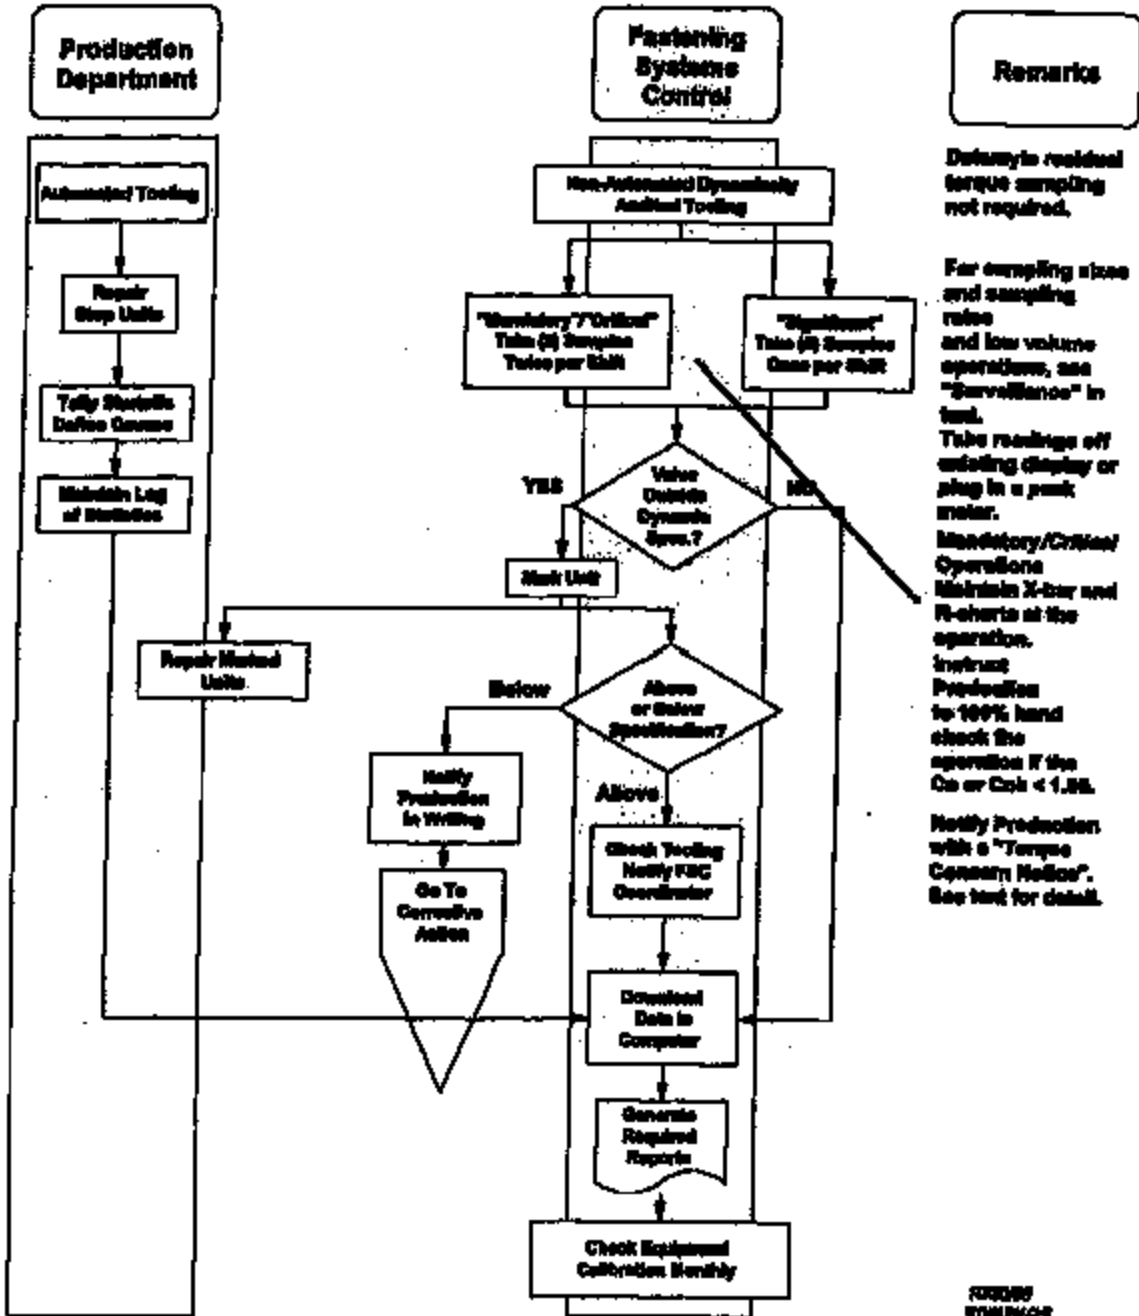 Production
Department
Fastening
Systems
Control
Remarks
Automated Tooling
Non-Automated Dynamically
Audited Tooling
residual
torque sampling
not required.
Repair
Stop Units
"Mandatory"/"Critical"
Take Samples
Twice per Shift
"Significant"
Take Samples
Once per Shift
For sampling sizes
and sampling
rates
and low volume
operations, see
"Surveillance" in
text.
Take readings off
existing display or
plug in a peak
meter.
Tally Statistic
Define Causes
Maintain Log
of Statistics
YES
Value
Outside
Dynamic
Spec.?
NO
Mark Unit
Mandatory/Critical
Operations
Maintain X-bar and
R-charts at the
operation.
Instruct
Production
to 100% hand
check the
operation if the
Cp or Cpk <
Repair Marked
Units
Below
Above
or Below
Specification?
Above
Notify
Production
in Writing
Check Tooling
Notify FSC
Coordinator
Notify Production
with a "Torque
Concern Notice".
See text for detail.
Go To
Corrective
Action
Download
Data in
Computer
Generate
Required
Reports
Check Equipment
Calibration Monthly